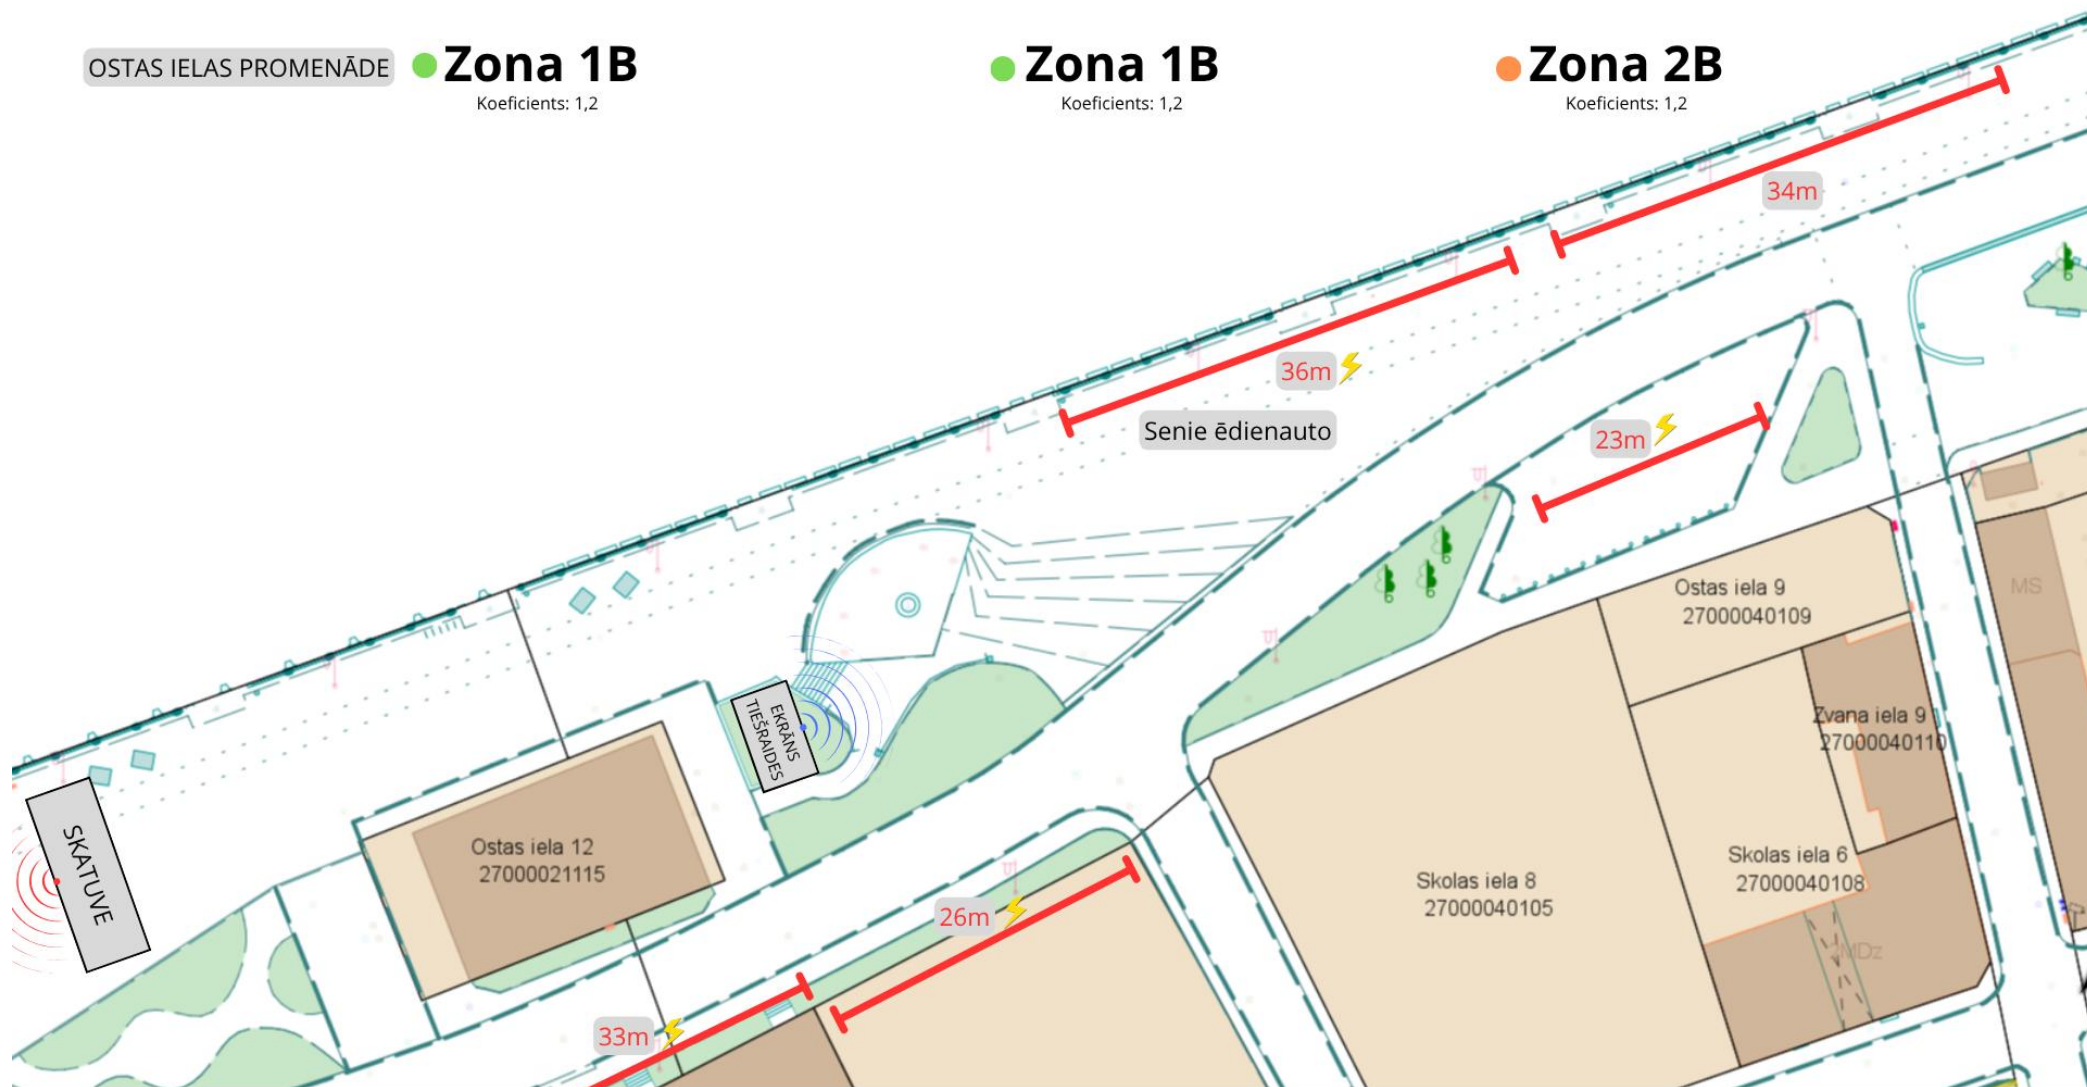 OSTAS IELAS PROMENĀDE
Zona 1B
Koeficients: 1,2
Zona 1B
Koeficients: 1,2
Zona 2B
Koeficients: 1,2
34m
36m
Senie ēdienauto
23m
Ostas iela 9
27000040109
MS
EKRĀNS
TIEŠRAIDES
Zvana iela 9
27000040110
SKATUVE
Ostas iela 12
27000021115
Skolas iela 6
27000040108
Skolas iela 8
27000040105
26m
2MDz
33m